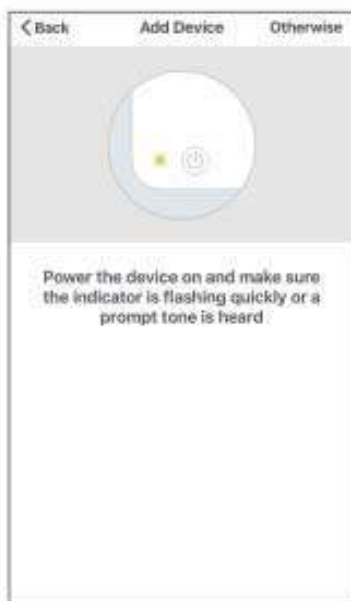 Back Add Device Otherwise
Power the device on and make sure
the indicator is flashing quickly or a
prompt tone is heard